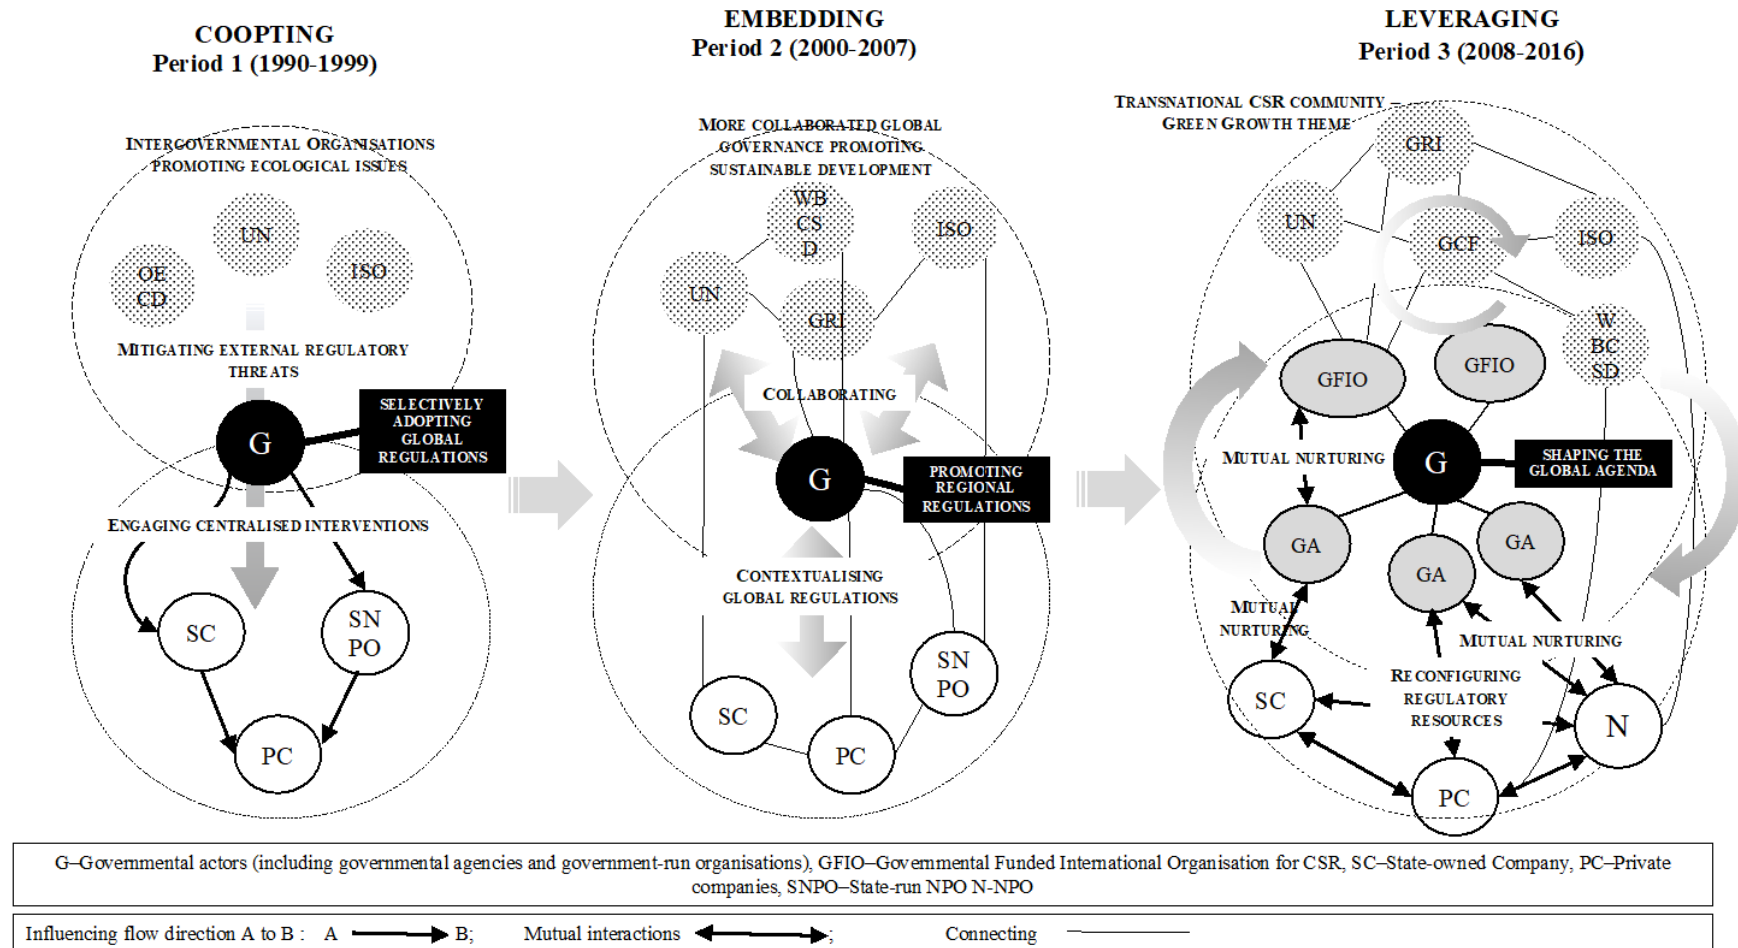 COOPTING
Period 1 (1990-1999)
INTERGOVERNMENTAL ORGANISATIONS
PROMOTING ECOLOGICAL ISSUES
UN
OE
CD
ISO
MITIGATING EXTERNAL REGULATORY
THREATS
G
SELECTIVELY
ADOPTING
GLOBAL
REGULATIONS
ENGAGING CENTRALISED INTERVENTIONS
SC
SN
PO
PC
EMBEDDING
Period 2 (2000-2007)
MORE COLLABORATED GLOBAL
GOVERNANCE PROMOTING
SUSTAINABLE DEVELOPMENT
WB
CS
D
ISO
UN
GRI
COLLABORATING
G
PROMOTING
REGIONAL
REGULATIONS
CONTEXTUALISING
GLOBAL REGULATIONS
SN
PO
SC
PC
LEVERAGING
Period 3 (2008-2016)
TRANSNATIONAL CSR COMMUNITY –
GREEN GROWTH THEME
GRI
UN
GCF
ISO
W
BC
SD
GFIO
GFIO
MUTUAL NURTURING
G
SHAPING THE
GLOBAL AGENDA
GA
GA
GA
MUTUAL
NURTURING
MUTUAL NURTURING
RECONFIGURING
REGULATORY
RESOURCES
SC
N
PC
G–Governmental actors (including governmental agencies and government-run organisations), GFIO–Governmental Funded International Organisation for CSR, SC–State-owned Company, PC–Private
companies, SNPO–State-run NPO N-NPO
Influencing flow direction A to B : A B; Mutual interactions ; Connecting